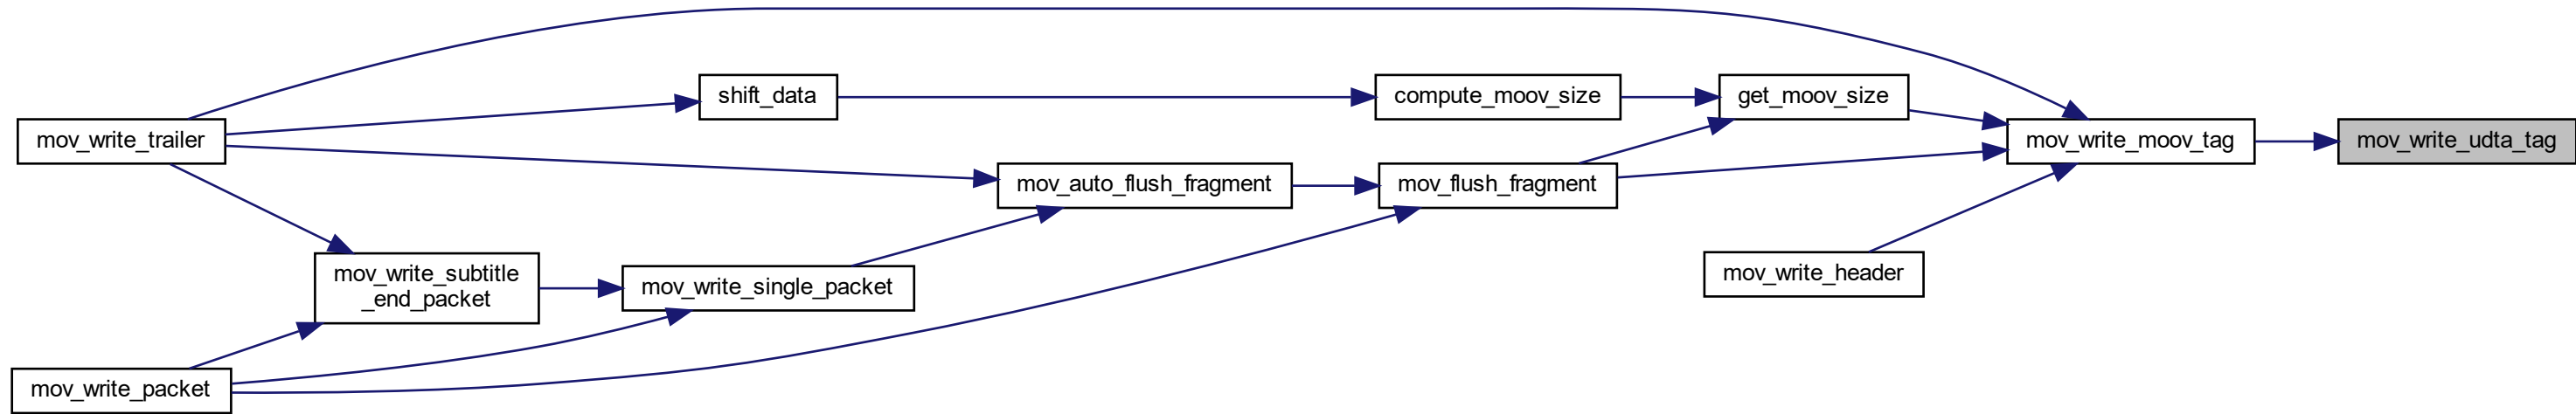 shift_data
compute_moov_size
get_moov_size
mov_write_trailer
mov_write_moov_tag
mov_write_udta_tag
mov_auto_flush_fragment
mov_flush_fragment
mov_write_subtitle
_end_packet
mov_write_single_packet
mov_write_header
mov_write_packet